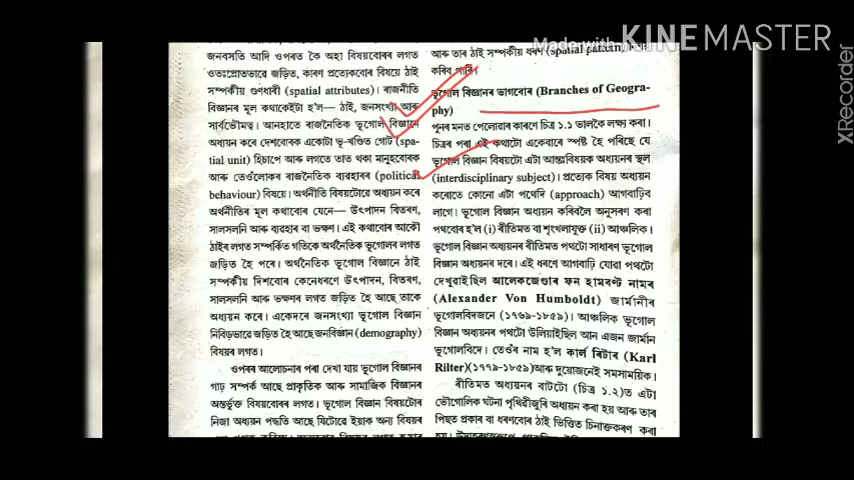 জনবসতি আদি ওপৰত কৈ অহা বিষয়বোৰৰ লগত
ওতঃপ্ৰোতভাৱে জড়িত, কাৰণ প্ৰত্যেকবোৰ বিষয়ে ঠাই
সম্পৰ্কীয় গুণধাৰী (spatial attributes)। ৰাজনীতি
বিজ্ঞানৰ মূল কথাকেইটা হ'ল— ঠাই, জনসংখ্যা আৰু
সাৰ্বভৌমত্ব। আনহাতে ৰাজনৈতিক ভূগোল বিজ্ঞানে
অধ্যয়ন কৰে দেশবোৰক একোটা ভূ-খণ্ডিত গোট (spa-
tial unit) হিচাপে আৰু লগতে তাত থকা মানুহবোৰক
আৰু তেওঁলোকৰ ৰাজনৈতিক ব্যৱহাৰৰ (political
behaviour) বিষয়ে। অৰ্থনীতি বিষয়টোৱে অধ্যয়ন কৰে
অৰ্থনীতিৰ মূল কথাবোৰ যেনে— উৎপাদন বিতৰণ,
সালসলনি আৰু ব্যৱহাৰ বা ভক্ষণ। এই কথাবোৰ আকৌ
ঠাইৰ লগত সম্পৰ্কিত গতিকে অৰ্থনৈতিক ভূগোলৰ লগত
জড়িত হৈ পৰে। অৰ্থনৈতিক ভূগোল বিজ্ঞানে ঠাই
সম্পৰ্কীয় দিশবোৰ কেনেধৰণে উৎপাদন, বিতৰণ,
সালসলনি আৰু ভক্ষণৰ লগত জড়িত হৈ আছে তাকে
অধ্যয়ন কৰে। একেদৰে জনসংখ্যা ভূগোল বিজ্ঞান
নিবিড়ভাৱে জড়িত হৈ আছে জনবিজ্ঞান (demography)
বিষয়ৰ লগত।
ওপৰৰ আলোচনাৰ পৰা দেখা যায় ভূগোল বিজ্ঞানৰ
গাঢ় সম্পৰ্ক আছে প্ৰাকৃতিক আৰু সামাজিক বিজ্ঞানৰ
অন্তৰ্ভুক্ত বিষয়বোৰৰ লগত। ভূগোল বিজ্ঞান বিষয়টোৰ
নিজা অধ্যয়ন পদ্ধতি আছে যিটোৱে ইয়াক অন্য বিষয়ৰ
আৰু তাৰ ঠাই সম্পৰ্কীয় ধৰণ (spatial pattern,
কৰিব পাৰি।
ভূগোল বিজ্ঞানৰ ভাগবোৰ (Branches of Geogra-
phy)
পুনৰ মনত পেলোৱাৰ কাৰণে চিত্ৰ ১.১ ভালকৈ লক্ষ্য কৰা।
চিত্ৰৰ পৰা এই কথাটো একেবাৰে স্পষ্ট হৈ পৰিছে যে
ভূগোল বিজ্ঞান বিষয়টো এটা আন্তঃবিষয়ক অধ্যয়নৰ স্থল
(interdisciplinary subject)। প্ৰত্যেক বিষয় অধ্যয়ন
কৰোতে কোনো এটা পথেদি (approach) আগবাঢ়িব
লাগে। ভূগোল বিজ্ঞান অধ্যয়ন কৰিবলৈ অনুসৰণ কৰা
পথবোৰ হ'ল (i) ৰীতিমত বা শৃংখলাযুক্ত (ii) আঞ্চলিক।
ভূগোল বিজ্ঞান অধ্যয়নৰ ৰীতিমত পথটো সাধাৰণ ভূগোল
বিজ্ঞান অধ্যয়নৰ দৰে। এই ধৰণে আগবাঢ়ি যোৱা পথটো
দেখুৱাইছিল আলেকজেণ্ডাৰ ফন হামবল্ট নামৰ
(Alexander Von Humboldt) জাৰ্মানীৰ
ভূগোলবিদজনে (১৭৬৯-১৮৫৯)। আঞ্চলিক ভূগোল
বিজ্ঞান অধ্যয়নৰ পথটো উলিয়াইছিল আন এজন জাৰ্মান
ভূগোলবিদে। তেওঁৰ নাম হ'ল কাৰ্ল ৰিটাৰ (Karl
Rilter)(১৭৭৯-১৮৫৯) আৰু দুয়োজনেই সমসাময়িক।
ৰীতিমত অধ্যয়নৰ বাটটো (চিত্ৰ ১.২)ত এটা
ভৌগোলিক ঘটনা পৃথিৱীজুৰি অধ্যয়ন কৰা হয় আৰু তাৰ
পিছত প্ৰকাৰ বা ধৰণবোৰ ঠাই ভিত্তিত চিনাক্তকৰণ কৰা
Made with KINEMASTER
XRecorder